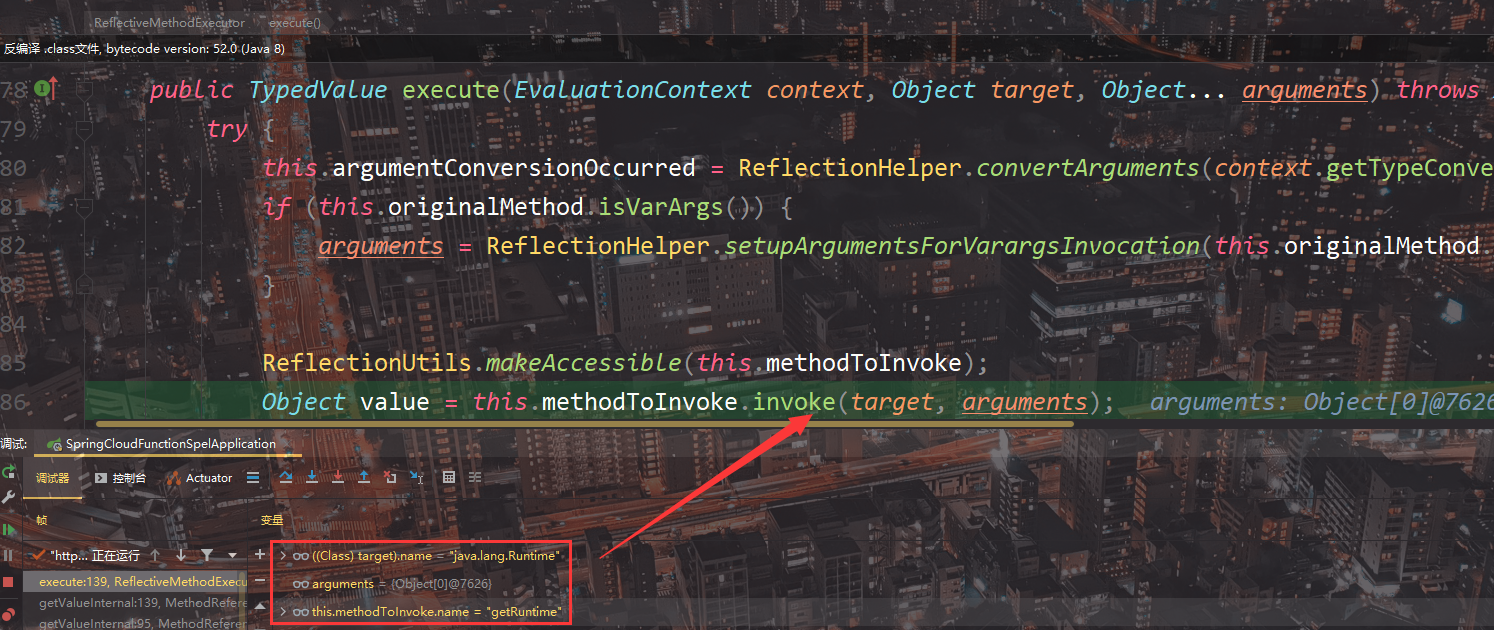 ReflectiveMethodExecutor execute()
反编译 .class文件, bytecode version: 52.0 (Java 8)
78 public TypedValue execute(EvaluationContext context, Object target, Object... arguments) throws
79 try {
80 this.argumentConversionOccurred = ReflectionHelper.convertArguments(context.getTypeConve
81 if (this.originalMethod.isVarArgs()) {
82 arguments = ReflectionHelper.setupArgumentsForVarargsInvocation(this.originalMethod.
83 }
84
85 ReflectionUtils.makeAccessible(this.methodToInvoke);
86 Object value = this.methodToInvoke.invoke(target, arguments); arguments: Object[0]@7626
调试: SpringCloudFunctionSpelApplication
调试器 控制台 Actuator
帧 变量
"http... 正在运行 ((Class) target).name = "java.lang.Runtime"
execute:139, ReflectiveMethodExecu arguments = {Object[0]@7626}
getValueInternal:139, MethodRefere this.methodToInvoke.name = "getRuntime"
getValueInternal:95, MethodReferer